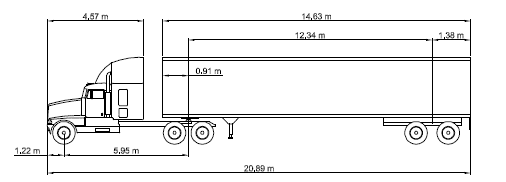 4,57 m
14,63 m
12,34 m
1,38 m
0.91 m
1.22 m
5.95 m
20,89 m